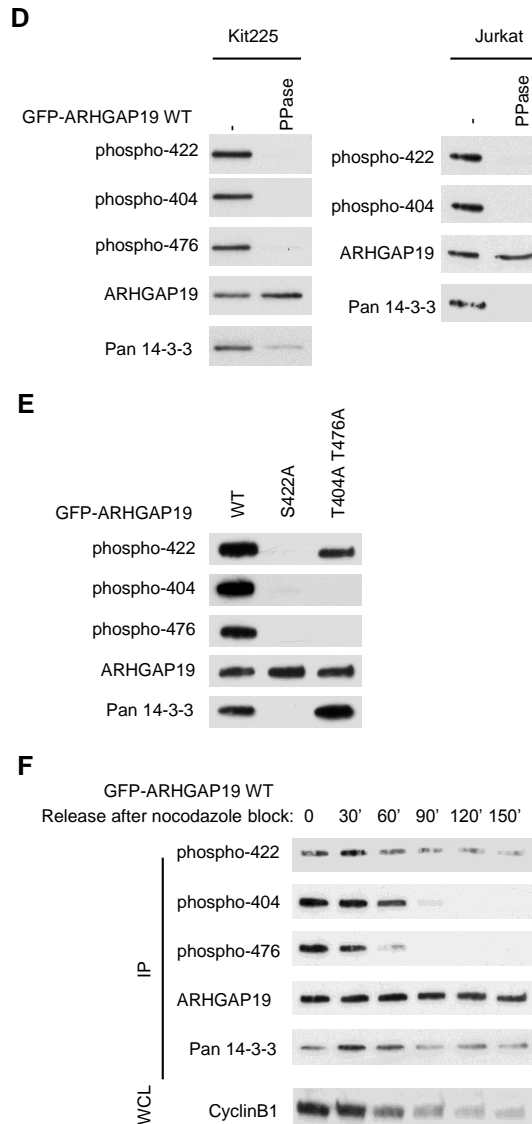 D
Kit225
Jurkat
GFP-ARHGAP19 WT
-
PPase
-
PPase
phospho-422
phospho-404
phospho-476
ARHGAP19
Pan 14-3-3
phospho-422
phospho-404
ARHGAP19
Pan 14-3-3
E
GFP-ARHGAP19
WT
S422A
T404A T476A
phospho-422
phospho-404
phospho-476
ARHGAP19
Pan 14-3-3
F
GFP-ARHGAP19 WT
Release after nocodazole block: 0 30' 60' 90' 120' 150'
IP
phospho-422
phospho-404
phospho-476
ARHGAP19
Pan 14-3-3
WCL
CyclinB1